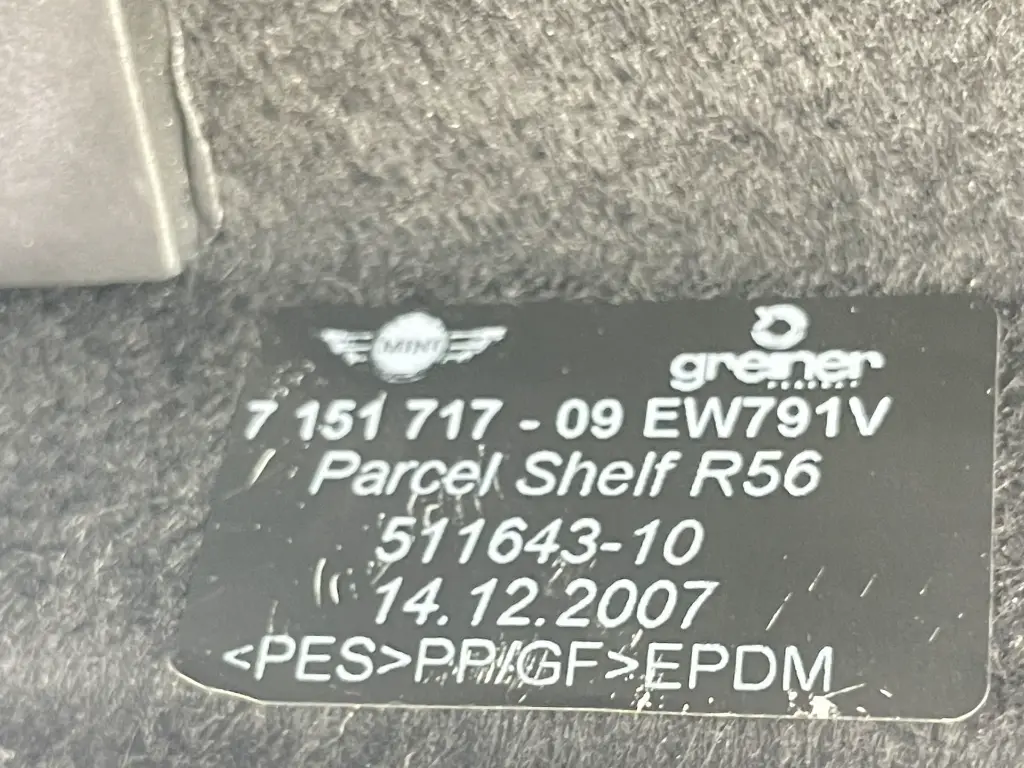 MINI
greiner
7 151 717 - 09 EW791V
Parcel Shelf R56
511643-10
14.12.2007
<PES>PP/GF>EPDM